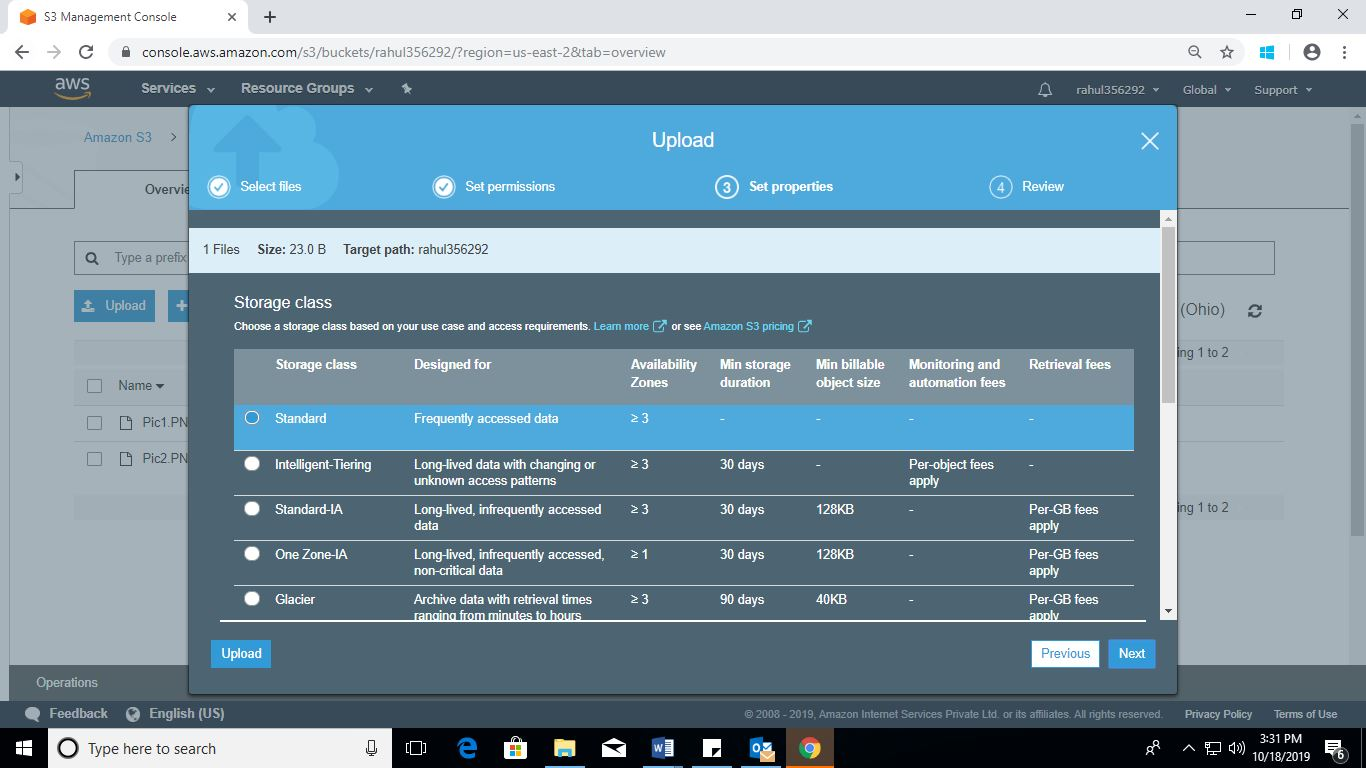 S3 Management Console
console.aws.amazon.com/s3/buckets/rahul356292/?region=us-east-2&tab=overview
aws Services Resource Groups rahul356292 Global Support
Amazon S3
Upload
Select files Set permissions 3 Set properties 4 Review
Overvie
1 Files Size: 23.0 B Target path: rahul356292
Type a prefix
Upload
(Ohio)
Storage class
Choose a storage class based on your use case and access requirements. Learn more or see Amazon S3 pricing
ing 1 to 2
Storage class Designed for Availability Zones Min storage duration Min billable object size Monitoring and automation fees Retrieval fees
Name
Standard Frequently accessed data ≥ 3 - - - -
Pic1.PN
Pic2.PN
Intelligent-Tiering Long-lived data with changing or unknown access patterns ≥ 3 30 days - Per-object fees apply -
Standard-IA Long-lived, infrequently accessed data ≥ 3 30 days 128KB - Per-GB fees apply
ing 1 to 2
One Zone-IA Long-lived, infrequently accessed, non-critical data ≥ 1 30 days 128KB - Per-GB fees apply
Glacier Archive data with retrieval times ranging from minutes to hours ≥ 3 90 days 40KB - Per-GB fees apply
Upload Previous Next
Operations
Feedback English (US) © 2008 - 2019, Amazon Internet Services Private Ltd. or its affiliates. All rights reserved. Privacy Policy Terms of Use
Type here to search
3:31 PM
10/18/2019
6